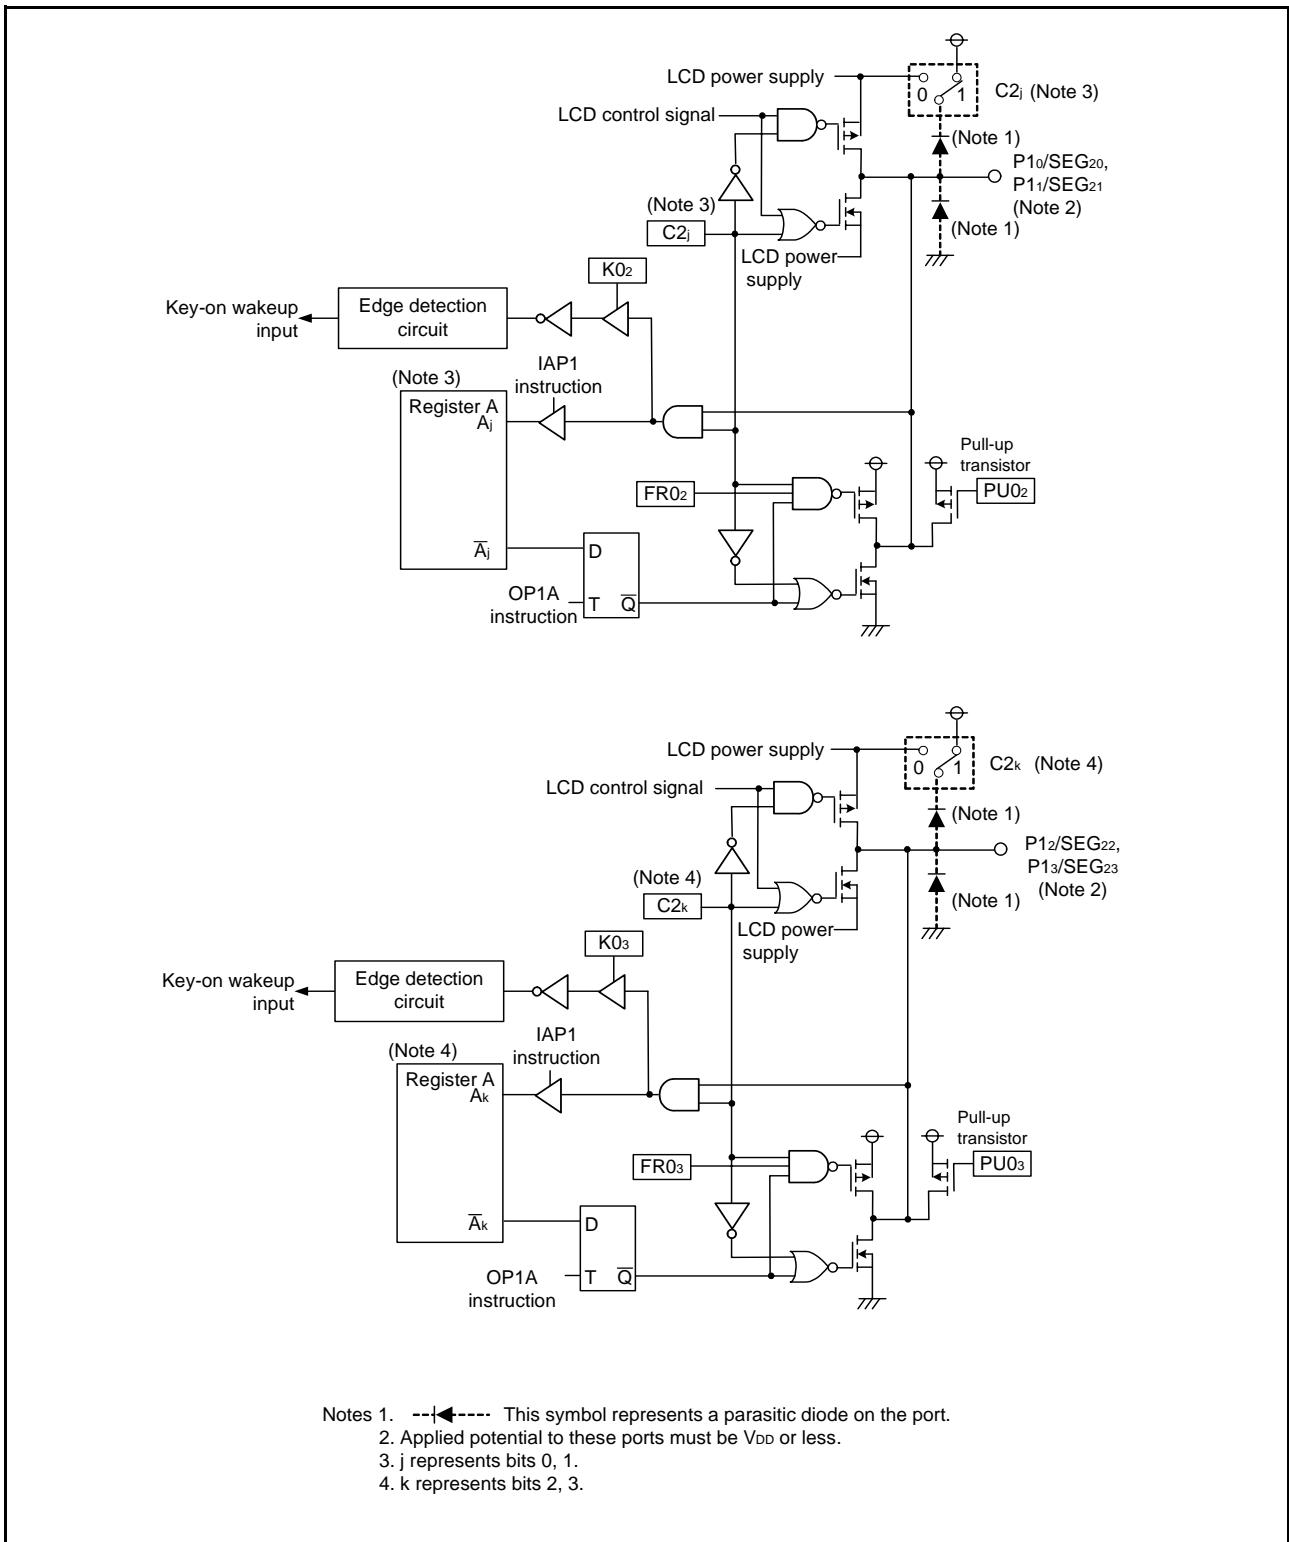 LCD power supply
0 1
C2j (Note 3)
LCD control signal
(Note 1)
P10/SEG20,
P11/SEG21
(Note 2)
(Note 3)
C2j
(Note 1)
LCD power
supply
K02
Key-on wakeup
input
Edge detection
circuit
IAP1
instruction
(Note 3)
Register A
Aj
Pull-up
transistor
FR02
PU02
A̅j
D
OP1A
instruction
T Q̅
LCD power supply
0 1
C2k (Note 4)
LCD control signal
(Note 1)
P12/SEG22,
P13/SEG23
(Note 2)
(Note 4)
C2k
(Note 1)
LCD power
supply
K03
Key-on wakeup
input
Edge detection
circuit
IAP1
instruction
(Note 4)
Register A
Ak
Pull-up
transistor
FR03
PU03
A̅k
D
OP1A
instruction
T Q̅
Notes 1. This symbol represents a parasitic diode on the port.
2. Applied potential to these ports must be VDD or less.
3. j represents bits 0, 1.
4. k represents bits 2, 3.